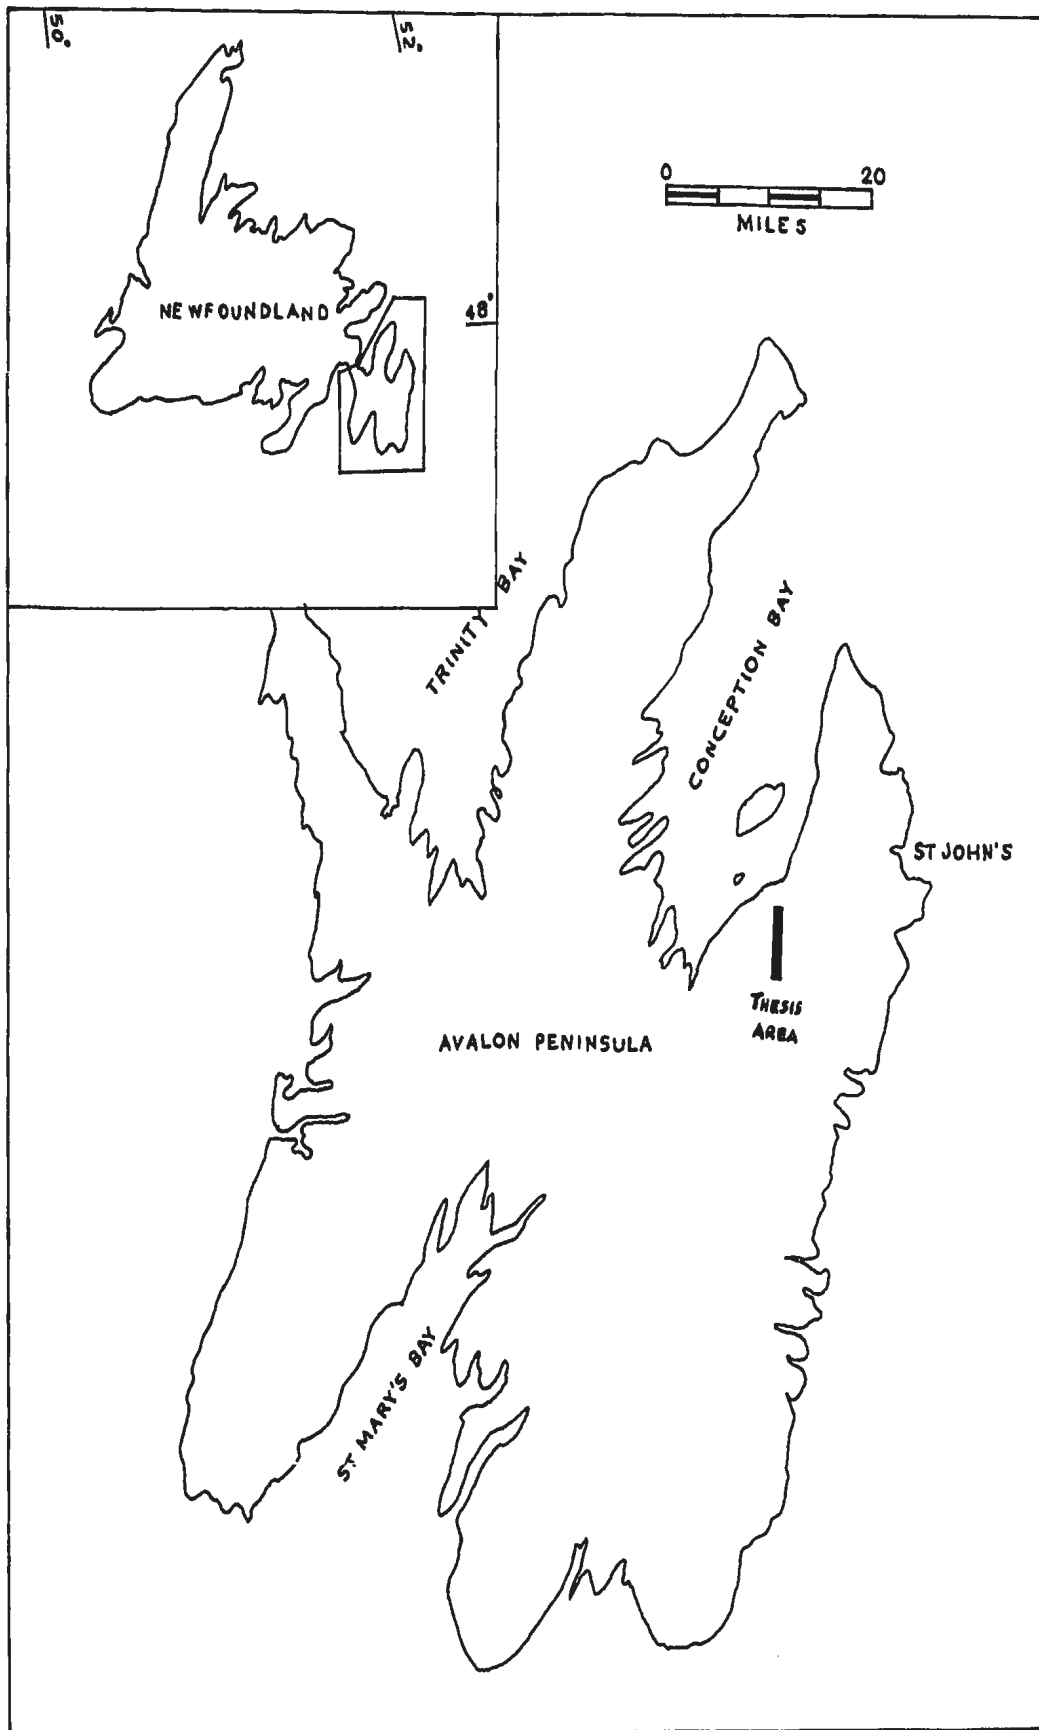 50°
52°
NEWFOUNDLAND
48°
0 20
MILES
TRINITY BAY
CONCEPTION BAY
ST JOHN'S
THESIS
AREA
AVALON PENINSULA
ST. MARY'S BAY